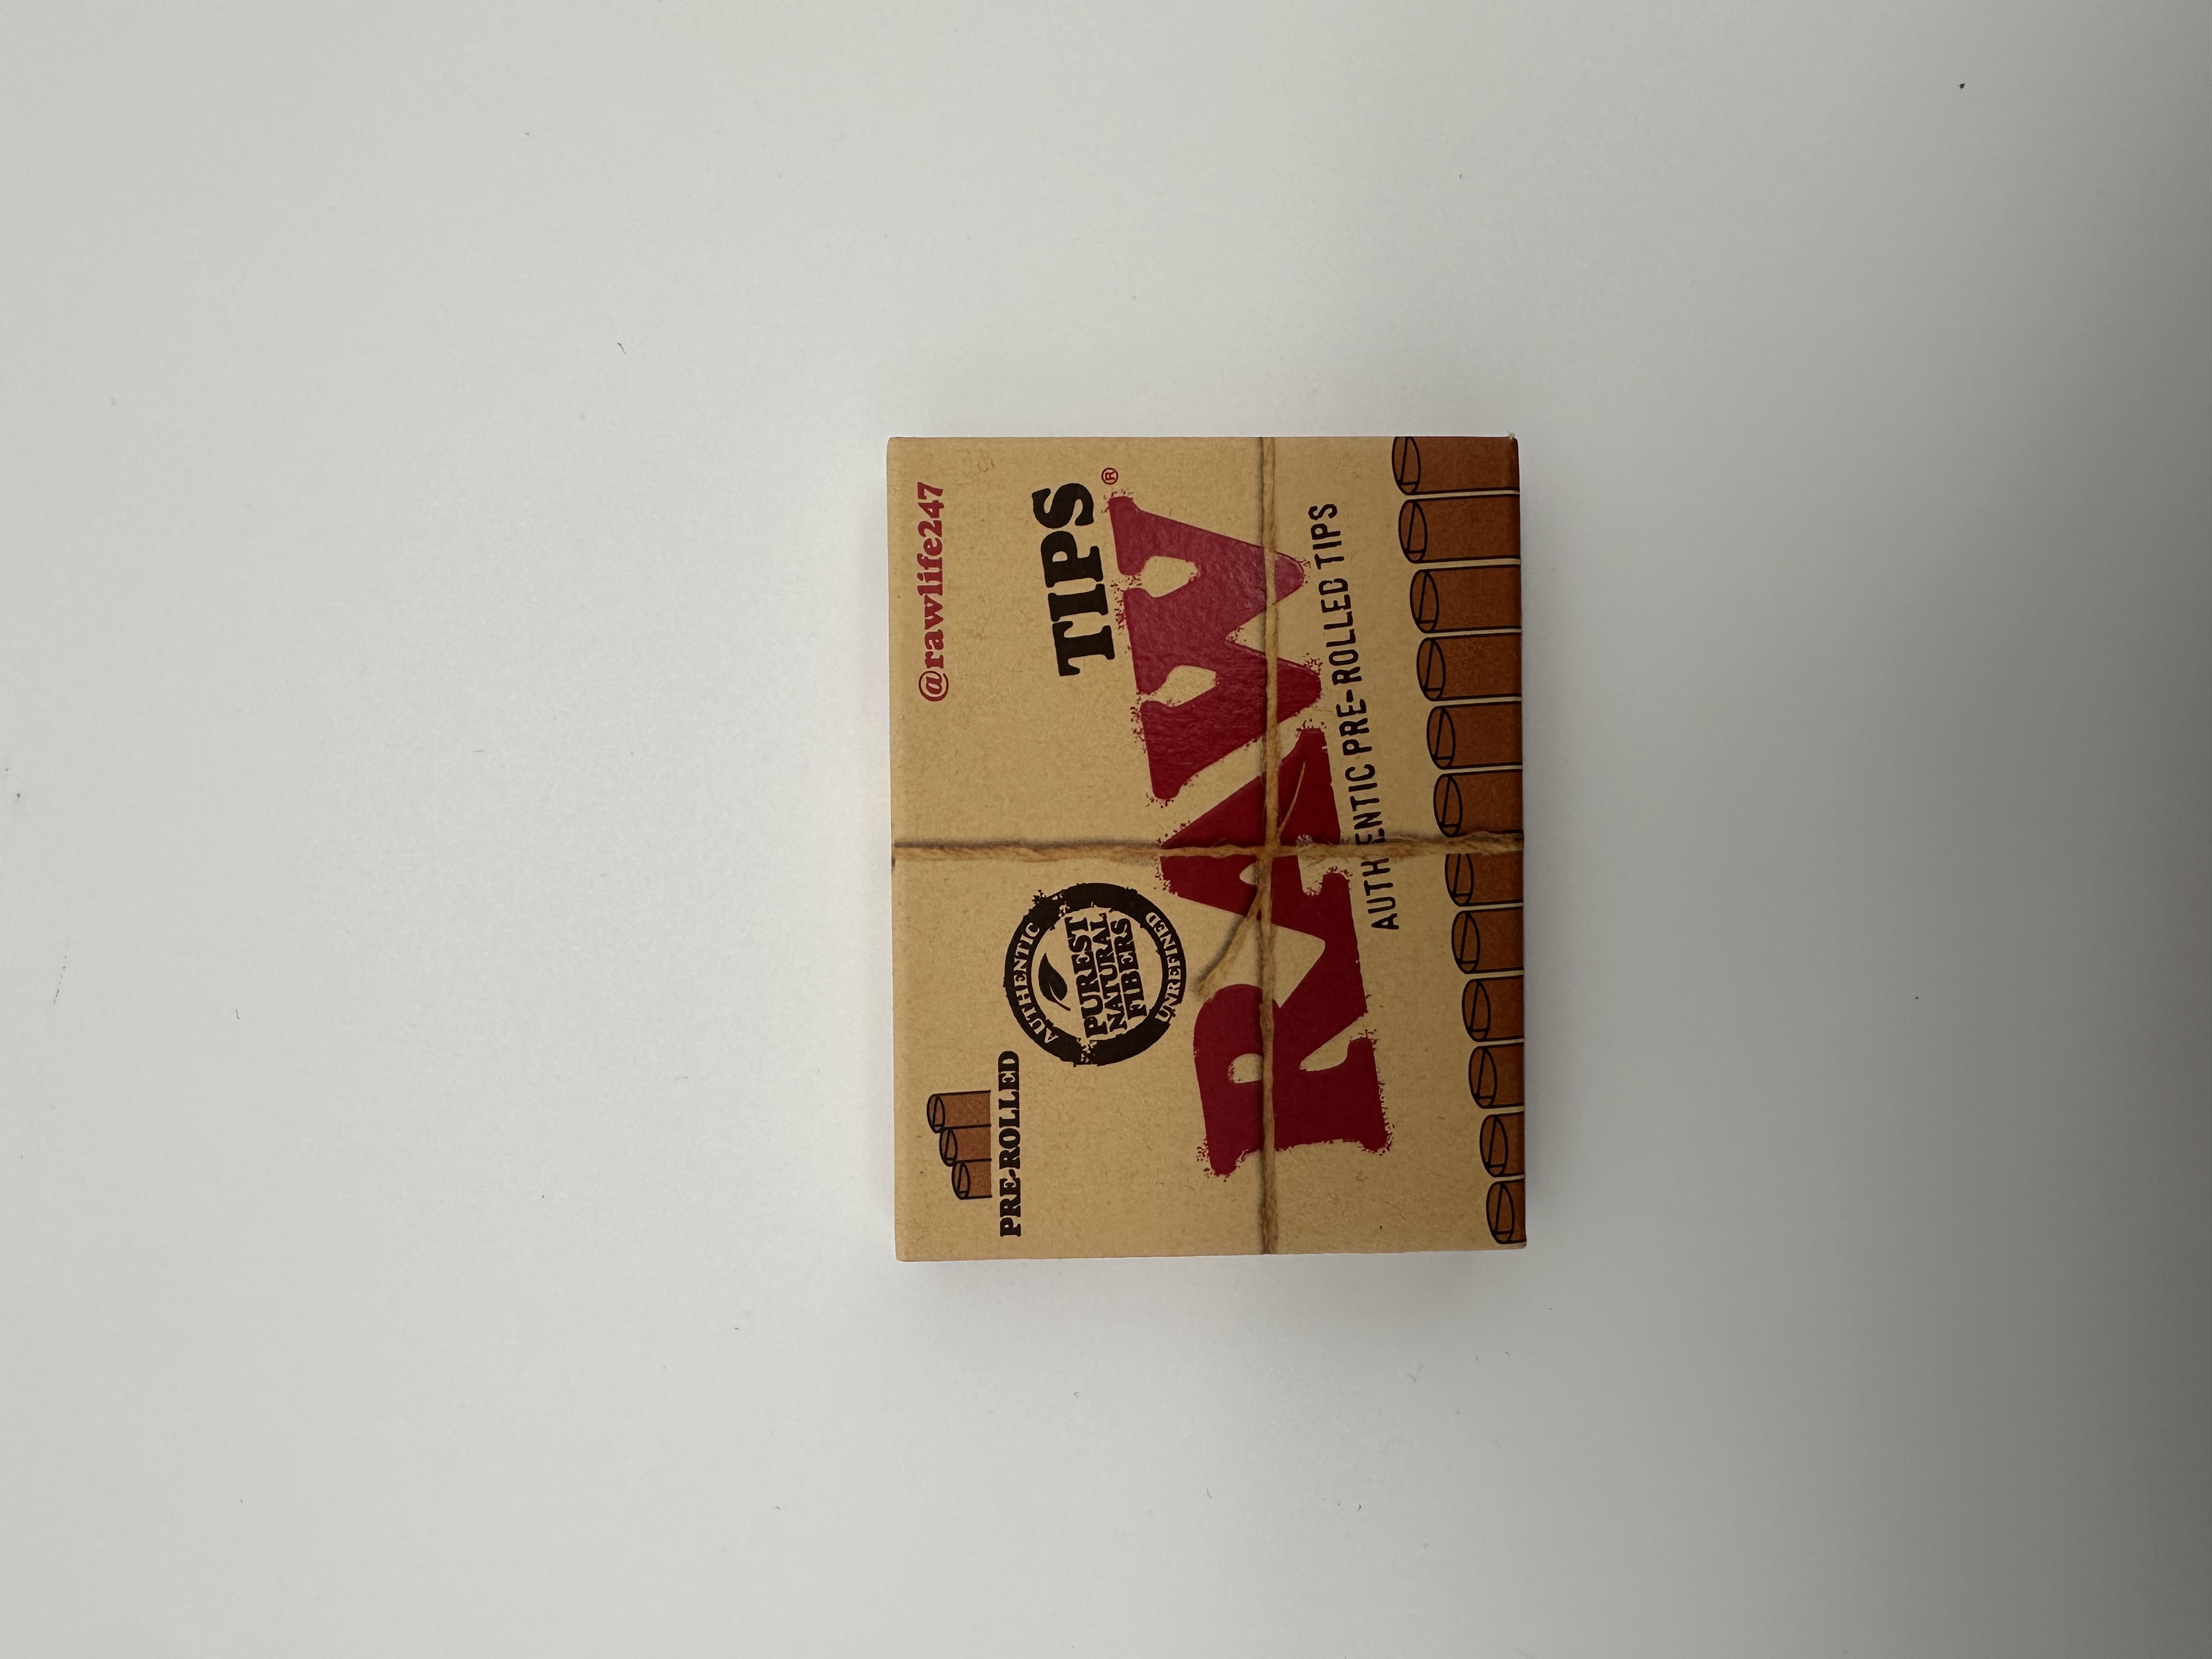 @rawlife247
PRE-ROLLED
AUTHENTIC
PUREST
NATURAL
FIBERS
UNREFINED
TIPS
RAW®
AUTHENTIC PRE-ROLLED TIPS